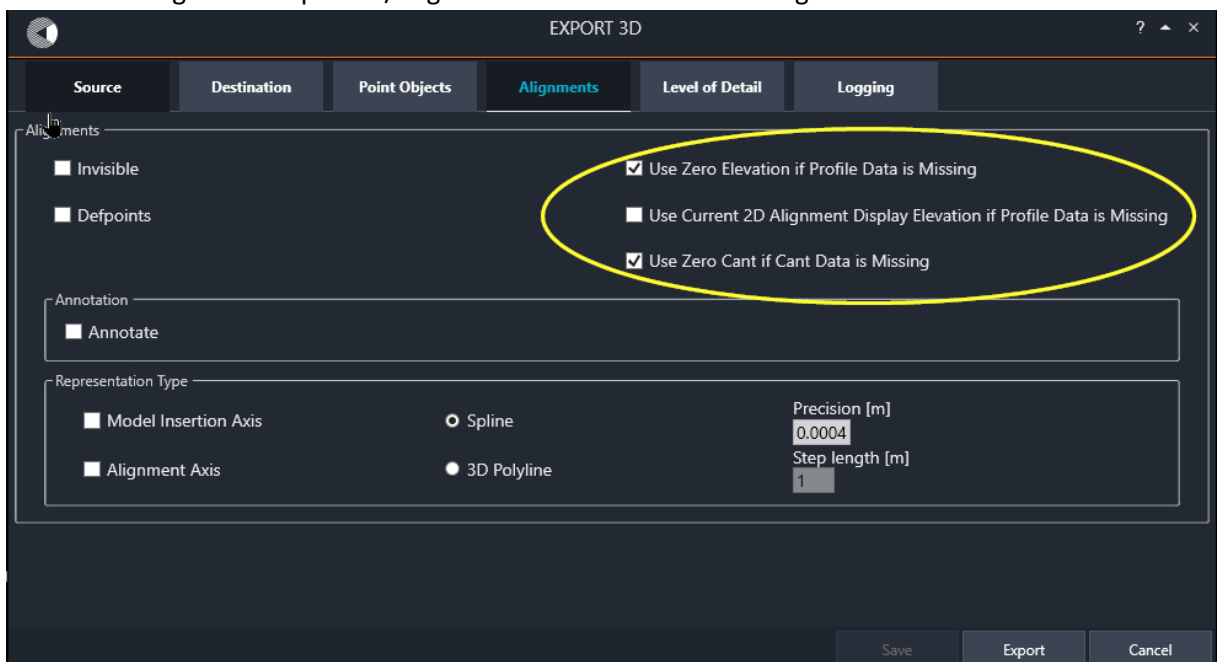 EXPORT 3D
?
Source Destination Point Objects Alignments Level of Detail Logging
Invisible
Use Zero Elevation if Profile Data is Missing
Defpoints
Use Current 2D Alignment Display Elevation if Profile Data is Missing
Use Zero Cant if Cant Data is Missing
Annotation
Annotate
Representation Type
Model Insertion Axis
Spline
Precision [m]
0.0004
Alignment Axis
3D Polyline
Step length [m]
1
Save Export Cancel